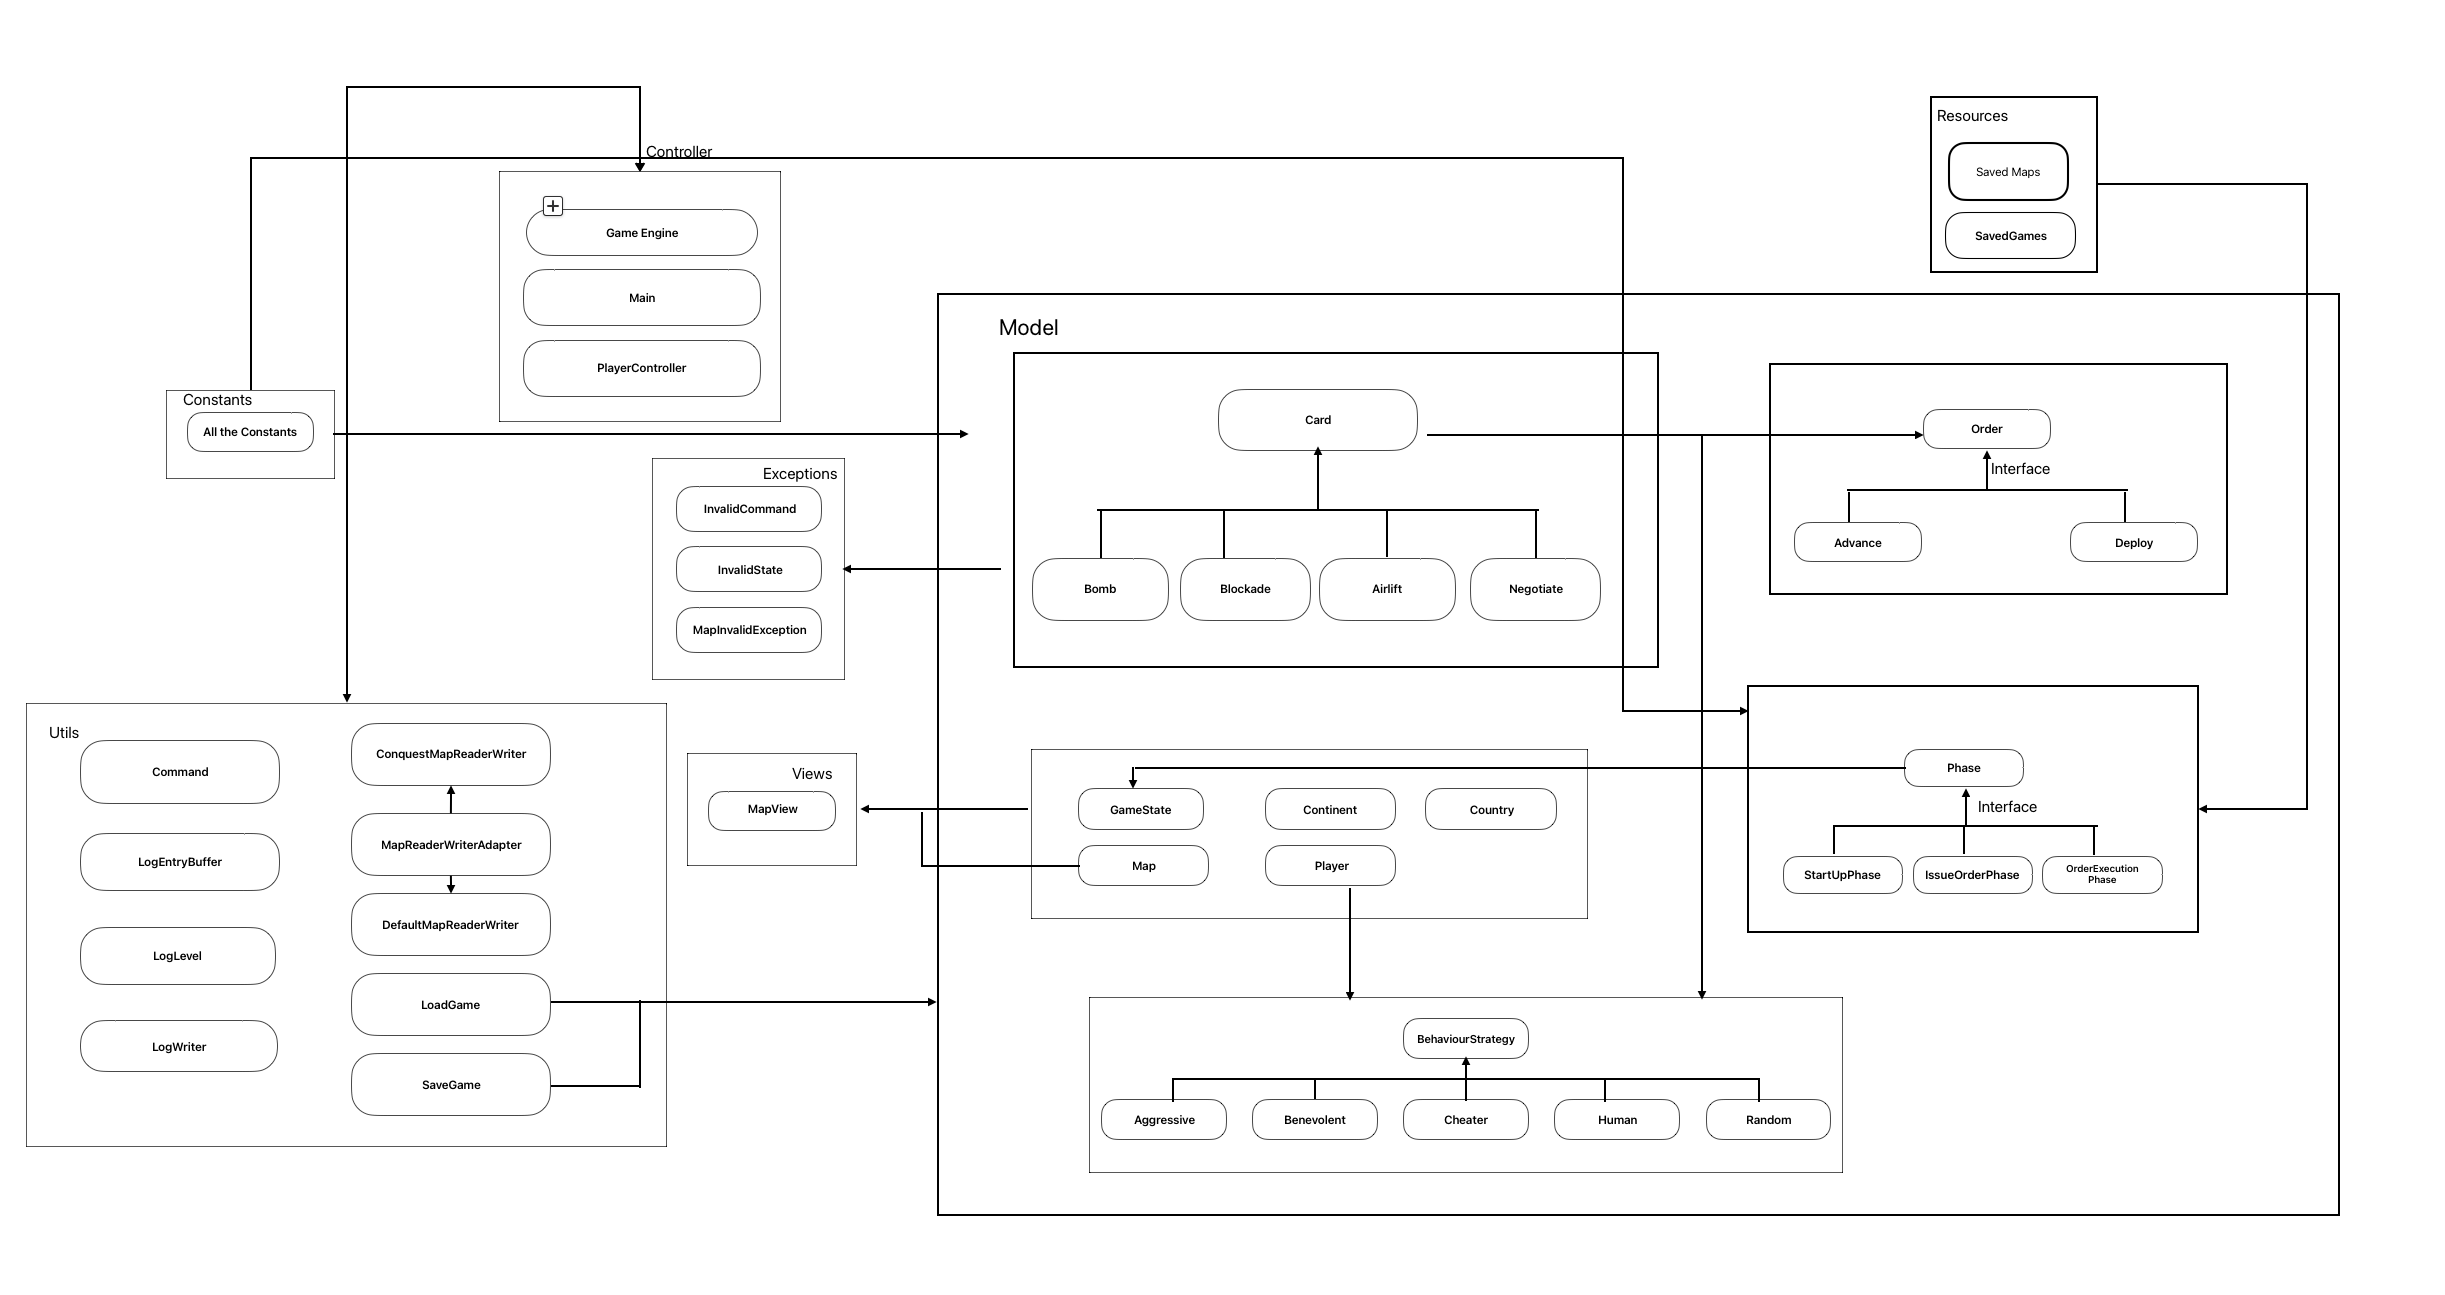 Controller
Game Engine
Main
PlayerController
Resources
Saved Maps
SavedGames
Constants
All the Constants
Exceptions
InvalidCommand
InvalidState
MapInvalidException
Model
Card
Bomb
Blockade
Airlift
Negotiate
Order
Interface
Advance
Deploy
Utils
Command
LogEntryBuffer
LogLevel
LogWriter
ConquestMapReaderWriter
MapReaderWriterAdapter
DefaultMapReaderWriter
LoadGame
SaveGame
Views
MapView
GameState
Continent
Country
Map
Player
Phase
Interface
StartUpPhase
IssueOrderPhase
OrderExecution
Phase
BehaviourStrategy
Aggressive
Benevolent
Cheater
Human
Random